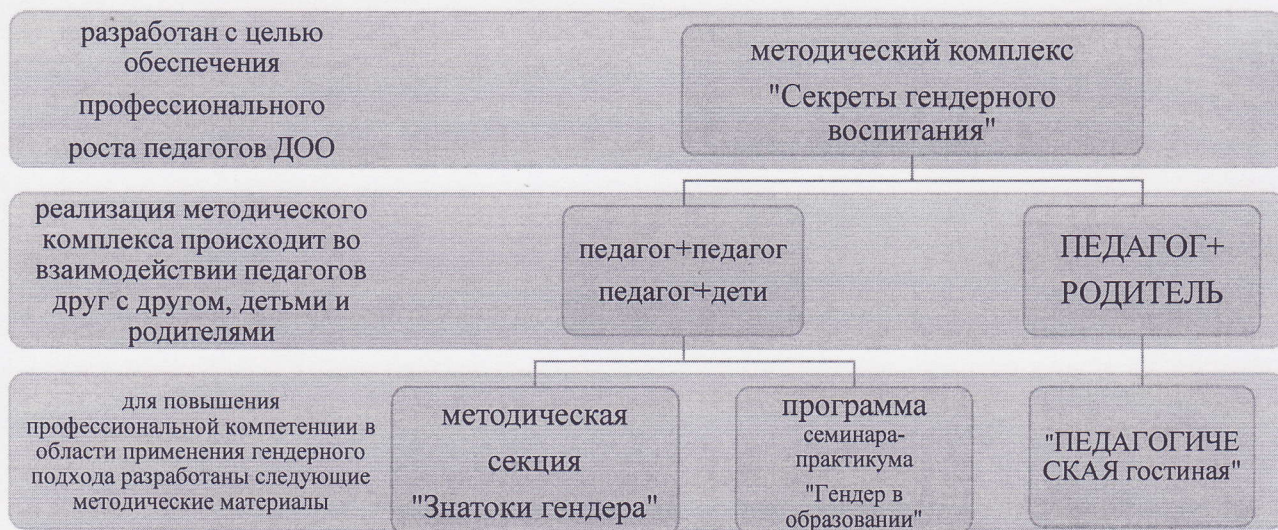 разработан с целью
обеспечения
профессионального
роста педагогов ДОО
методический комплекс
"Секреты гендерного
воспитания"
реализация методического
комплекса происходит во
взаимодействии педагогов
друг с другом, детьми и
родителями
педагог+педагог
педагог+дети
ПЕДАГОГ+
РОДИТЕЛЬ
для повышения
профессиональной компетенции в
области применения гендерного
подхода разработаны следующие
методические материалы
методическая
секция
"Знатоки гендера"
программа
семинара-
практикума
"Гендер в
образовании"
"ПЕДАГОГИЧЕ
СКАЯ гостиная"